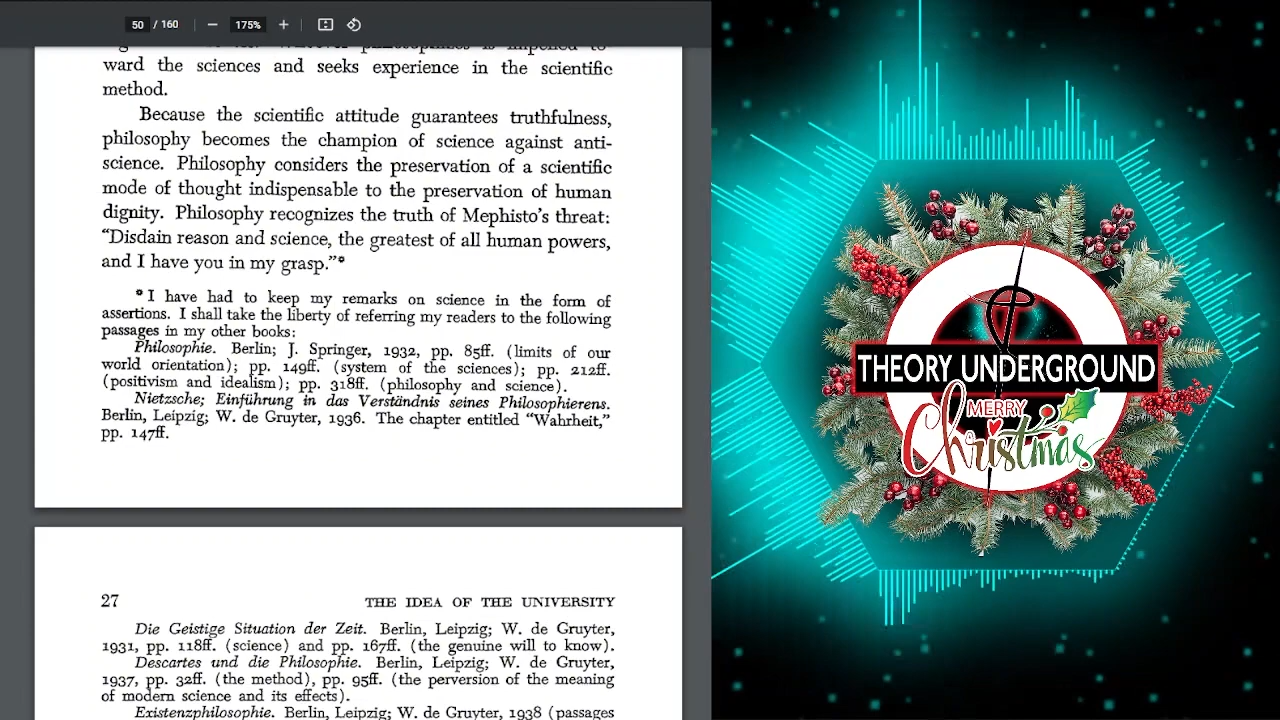 50 / 160
175%
philosophizes is impelled to-
ward the sciences and seeks experience in the scientific
method.
Because the scientific attitude guarantees truthfulness,
philosophy becomes the champion of science against anti-
science. Philosophy considers the preservation of a scientific
mode of thought indispensable to the preservation of human
dignity. Philosophy recognizes the truth of Mephisto's threat:
“Disdain reason and science, the greatest of all human powers,
and I have you in my grasp.”*
* I have had to keep my remarks on science in the form of
assertions. I shall take the liberty of referring my readers to the following
passages in my other books:
Philosophie. Berlin; J. Springer, 1932, pp. 85ff. (limits of our
world orientation); pp. 149ff. (system of the sciences); pp. 212ff.
(positivism and idealism); pp. 318ff. (philosophy and science).
Nietzsche; Einführung in das Verständnis seines Philosophierens.
Berlin, Leipzig; W. de Gruyter, 1936. The chapter entitled “Wahrheit,”
pp. 147ff.
27 THE IDEA OF THE UNIVERSITY
Die Geistige Situation der Zeit. Berlin, Leipzig; W. de Gruyter,
1931, pp. 118ff. (science) and pp. 167ff. (the genuine will to know).
Descartes und die Philosophie. Berlin, Leipzig; W. de Gruyter,
1937, pp. 32ff. (the method), pp. 95ff. (the perversion of the meaning
of modern science and its effects).
Existenzphilosophie. Berlin, Leipzig; W. de Gruyter, 1938 (passages
THEORY UNDERGROUND
MERRY
Christmas